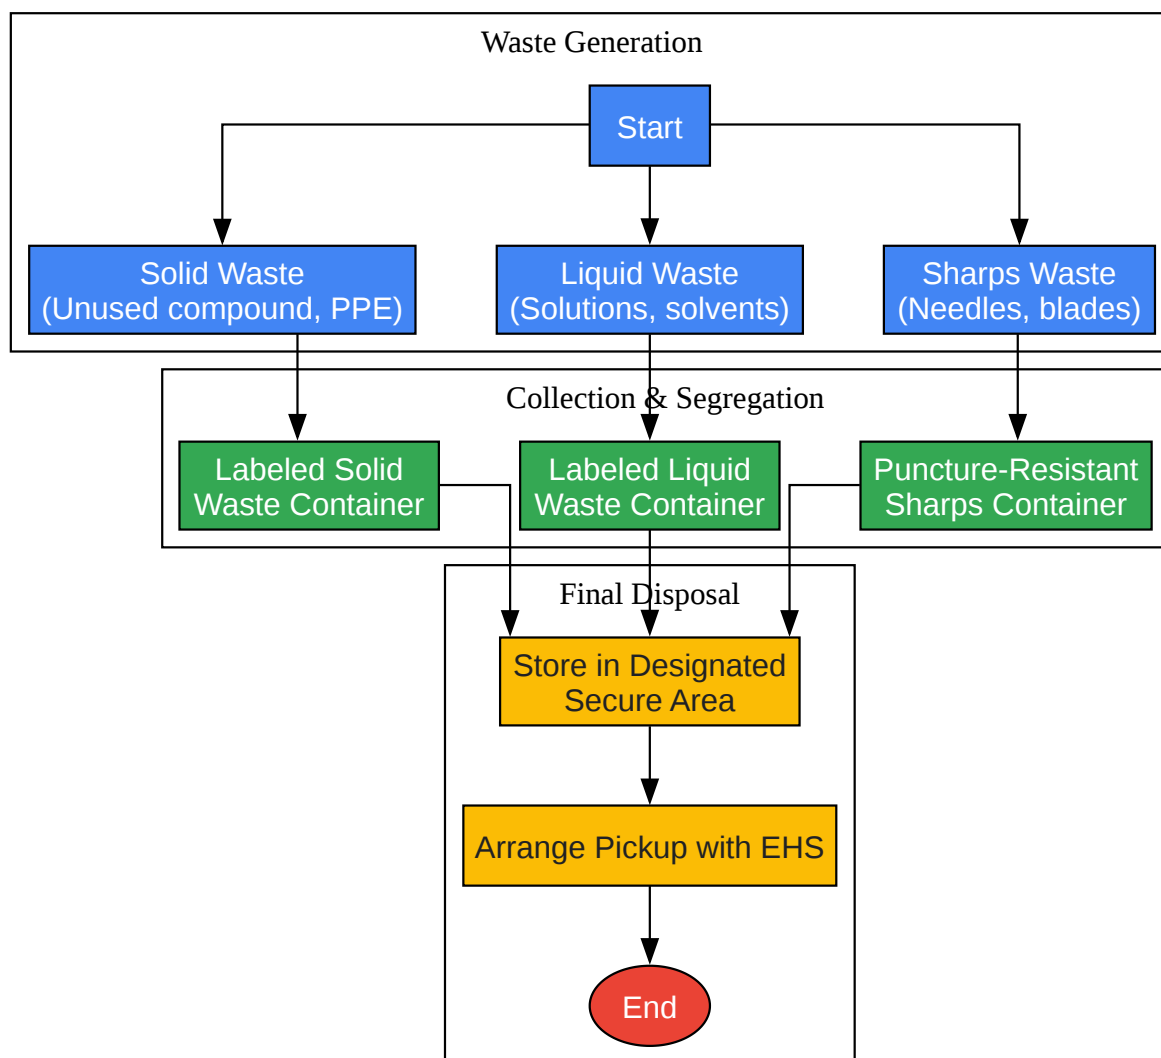 Waste Generation
Start
Solid Waste
(Unused compound, PPE)
Liquid Waste
(Solutions, solvents)
Sharps Waste
(Needles, blades)
Collection & Segregation
Labeled Solid
Waste Container
Labeled Liquid
Waste Container
Puncture-Resistant
Sharps Container
Final Disposal
Store in Designated
Secure Area
Arrange Pickup with EHS
End